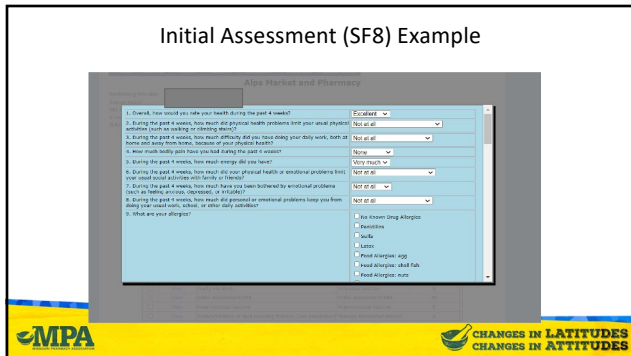 Initial Assessment (SF8) Example
Alps Market and Pharmacy
1. Overall, how would you rate your health during the past 4 weeks?
Excellent
2. During the past 4 weeks, how much did physical health problems limit your usual physical
activities (such as walking or climbing stairs)?
Not at all
3. During the past 4 weeks, how much difficulty did you have doing your daily work, both at
home and away from home, because of your physical health?
Not at all
4. How much bodily pain have you had during the past 4 weeks?
None
5. During the past 4 weeks, how much energy did you have?
Very much
6. During the past 4 weeks, how much did your physical health or emotional problems limit
your usual social activities with family or friends?
Not at all
7. During the past 4 weeks, how much have you been bothered by emotional problems
(such as feeling anxious, depressed, or irritable)?
Not at all
8. During the past 4 weeks, how much did personal or emotional problems keep you from
doing your usual work, school, or other daily activities?
Not at all
9. What are your allergies?
No Known Drug Allergies
Penicillins
Sulfa
Latex
Food Allergies: egg
Food Allergies: shell fish
Food Allergies: nuts
MPA
MISSOURI PHARMACY ASSOCIATION
CHANGES IN LATITUDES
CHANGES IN ATTITUDES